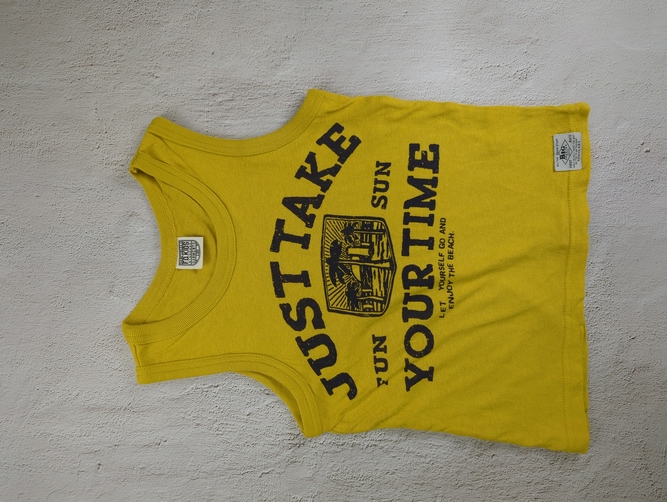 JUST TAKE
FUN SUN
YOUR TIME
LET YOURSELF GO AND
ENJOY THE BEACH.